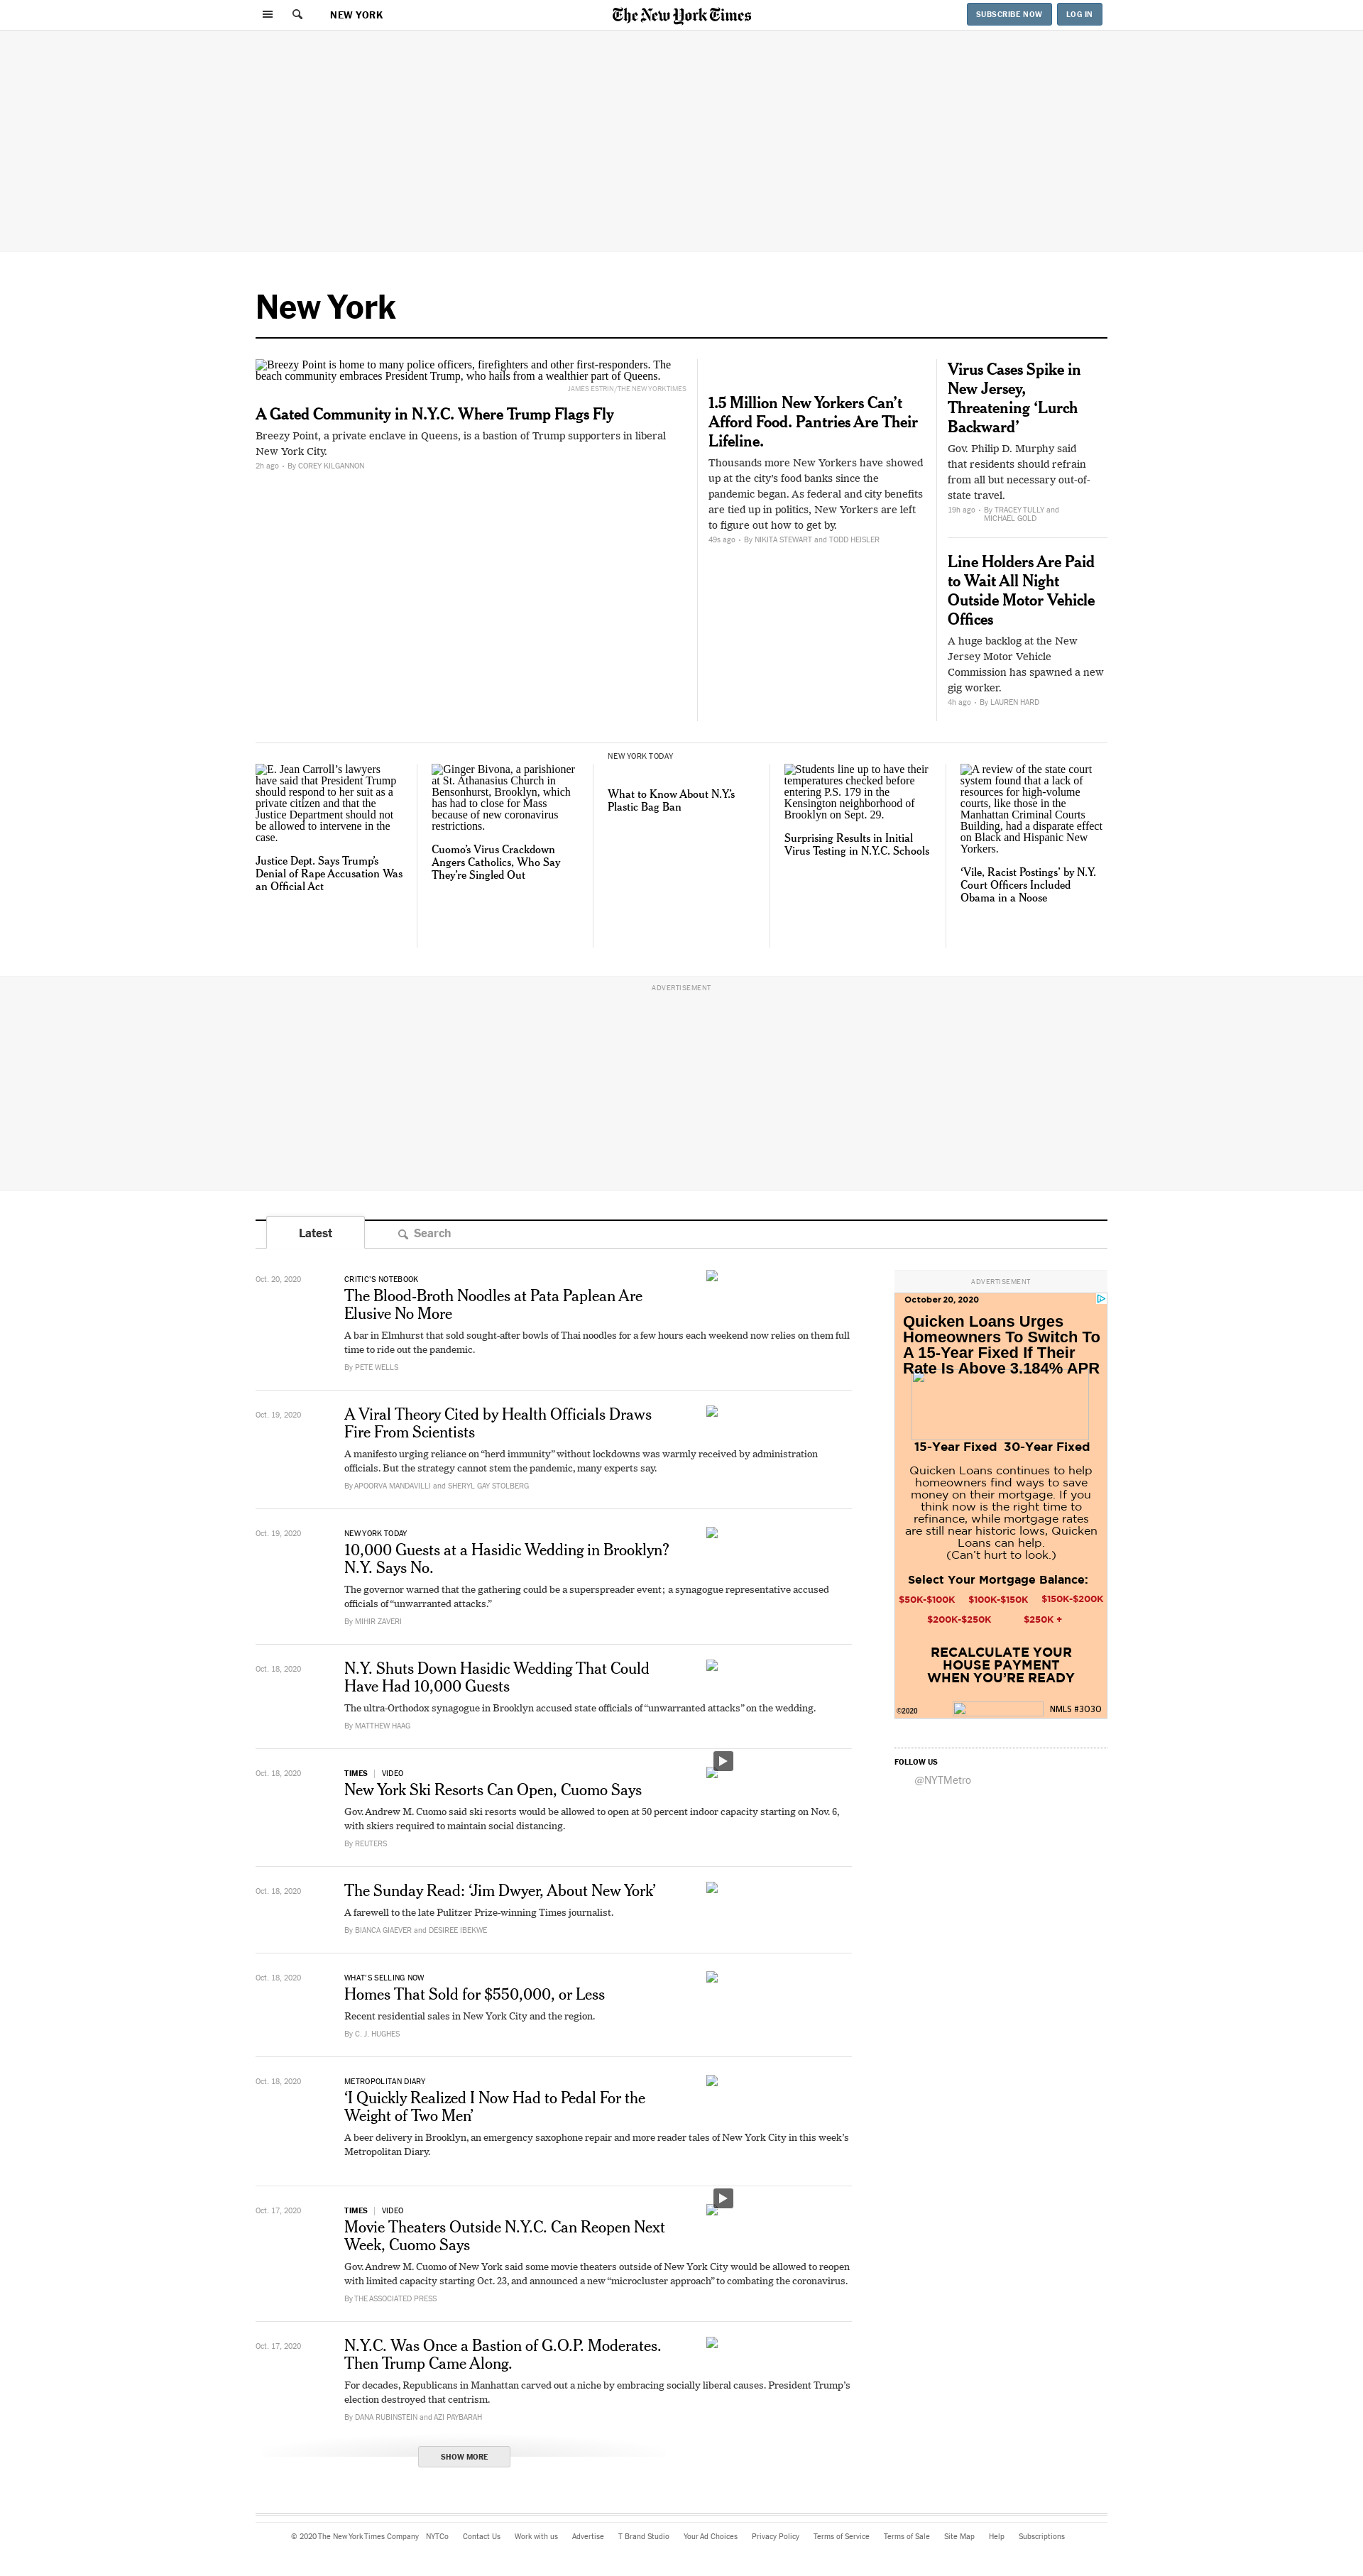 NEW YORK
The New York Times
SUBSCRIBE NOW
LOG IN
New York
Breezy Point is home to many police officers, firefighters and other first-responders. The
beach community embraces President Trump, who hails from a wealthier part of Queens.
JAMES ESTRIN/THE NEW YORK TIMES
A Gated Community in N.Y.C. Where Trump Flags Fly
Breezy Point, a private enclave in Queens, is a bastion of Trump supporters in liberal
New York City.
2h ago • By COREY KILGANNON
1.5 Million New Yorkers Can’t
Afford Food. Pantries Are Their
Lifeline.
Thousands more New Yorkers have showed
up at the city’s food banks since the
pandemic began. As federal and city benefits
are tied up in politics, New Yorkers are left
to figure out how to get by.
49s ago • By NIKITA STEWART and TODD HEISLER
Virus Cases Spike in
New Jersey,
Threatening ‘Lurch
Backward’
Gov. Philip D. Murphy said
that residents should refrain
from all but necessary out-of-
state travel.
19h ago • By TRACEY TULLY and
MICHAEL GOLD
Line Holders Are Paid
to Wait All Night
Outside Motor Vehicle
Offices
A huge backlog at the New
Jersey Motor Vehicle
Commission has spawned a new
gig worker.
4h ago • By LAUREN HARD
E. Jean Carroll’s lawyers
have said that President Trump
should respond to her suit as a
private citizen and that the
Justice Department should not
be allowed to intervene in the
case.
Justice Dept. Says Trump’s
Denial of Rape Accusation Was
an Official Act
Ginger Bivona, a parishioner
at St. Athanasius Church in
Bensonhurst, Brooklyn, which
has had to close for Mass
because of new coronavirus
restrictions.
Cuomo’s Virus Crackdown
Angers Catholics, Who Say
They’re Singled Out
NEW YORK TODAY
What to Know About N.Y.’s
Plastic Bag Ban
Students line up to have their
temperatures checked before
entering P.S. 179 in the
Kensington neighborhood of
Brooklyn on Sept. 29.
Surprising Results in Initial
Virus Testing in N.Y.C. Schools
A review of the state court
system found that a lack of
resources for high-volume
courts, like those in the
Manhattan Criminal Courts
Building, had a disparate effect
on Black and Hispanic New
Yorkers.
‘Vile, Racist Postings’ by N.Y.
Court Officers Included
Obama in a Noose
ADVERTISEMENT
Latest
Search
Oct. 20, 2020
CRITIC’S NOTEBOOK
The Blood-Broth Noodles at Pata Paplean Are
Elusive No More
A bar in Elmhurst that sold sought-after bowls of Thai noodles for a few hours each weekend now relies on them full
time to ride out the pandemic.
By PETE WELLS
Oct. 19, 2020
A Viral Theory Cited by Health Officials Draws
Fire From Scientists
A manifesto urging reliance on “herd immunity” without lockdowns was warmly received by administration
officials. But the strategy cannot stem the pandemic, many experts say.
By APOORVA MANDAVILLI and SHERYL GAY STOLBERG
Oct. 19, 2020
NEW YORK TODAY
10,000 Guests at a Hasidic Wedding in Brooklyn?
N.Y. Says No.
The governor warned that the gathering could be a superspreader event; a synagogue representative accused
officials of “unwarranted attacks.”
By MIHIR ZAVERI
Oct. 18, 2020
N.Y. Shuts Down Hasidic Wedding That Could
Have Had 10,000 Guests
The ultra-Orthodox synagogue in Brooklyn accused state officials of “unwarranted attacks” on the wedding.
By MATTHEW HAAG
Oct. 18, 2020
TIMES | VIDEO
New York Ski Resorts Can Open, Cuomo Says
Gov. Andrew M. Cuomo said ski resorts would be allowed to open at 50 percent indoor capacity starting on Nov. 6,
with skiers required to maintain social distancing.
By REUTERS
Oct. 18, 2020
The Sunday Read: ‘Jim Dwyer, About New York’
A farewell to the late Pulitzer Prize-winning Times journalist.
By BIANCA GIAEVER and DESIREE IBEKWE
Oct. 18, 2020
WHAT’S SELLING NOW
Homes That Sold for $550,000, or Less
Recent residential sales in New York City and the region.
By C. J. HUGHES
Oct. 18, 2020
METROPOLITAN DIARY
‘I Quickly Realized I Now Had to Pedal For the
Weight of Two Men’
A beer delivery in Brooklyn, an emergency saxophone repair and more reader tales of New York City in this week’s
Metropolitan Diary.
Oct. 17, 2020
TIMES | VIDEO
Movie Theaters Outside N.Y.C. Can Reopen Next
Week, Cuomo Says
Gov. Andrew M. Cuomo of New York said some movie theaters outside of New York City would be allowed to reopen
with limited capacity starting Oct. 23, and announced a new “microcluster approach” to combating the coronavirus.
By THE ASSOCIATED PRESS
Oct. 17, 2020
N.Y.C. Was Once a Bastion of G.O.P. Moderates.
Then Trump Came Along.
For decades, Republicans in Manhattan carved out a niche by embracing socially liberal causes. President Trump’s
election destroyed that centrism.
By DANA RUBINSTEIN and AZI PAYBARAH
SHOW MORE
ADVERTISEMENT
October 20, 2020
Quicken Loans Urges
Homeowners To Switch To
A 15-Year Fixed If Their
Rate Is Above 3.184% APR
15-Year Fixed 30-Year Fixed
Quicken Loans continues to help
homeowners find ways to save
money on their mortgage. If you
think now is the right time to
refinance, while mortgage rates
are still near historic lows, Quicken
Loans can help.
(Can’t hurt to look.)
Select Your Mortgage Balance:
$50K-$100K $100K-$150K $150K-$200K
$200K-$250K $250K +
RECALCULATE YOUR
HOUSE PAYMENT
WHEN YOU’RE READY
©2020
NMLS #3030
FOLLOW US
@NYTMetro
© 2020 The New York Times Company NYTCo Contact Us Work with us Advertise T Brand Studio Your Ad Choices Privacy Policy Terms of Service Terms of Sale Site Map Help Subscriptions